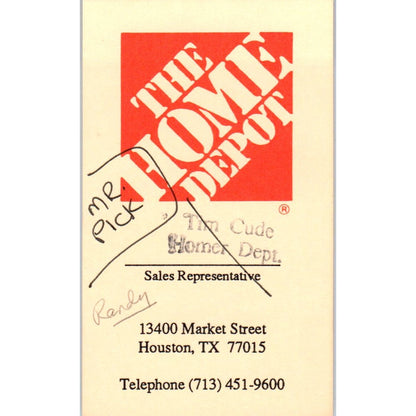 THE
HOME
DEPOT
®
MR.
PICK
Tim Cude
Homer Dept.
Sales Representative
Randy
13400 Market Street
Houston, TX 77015
Telephone (713) 451-9600